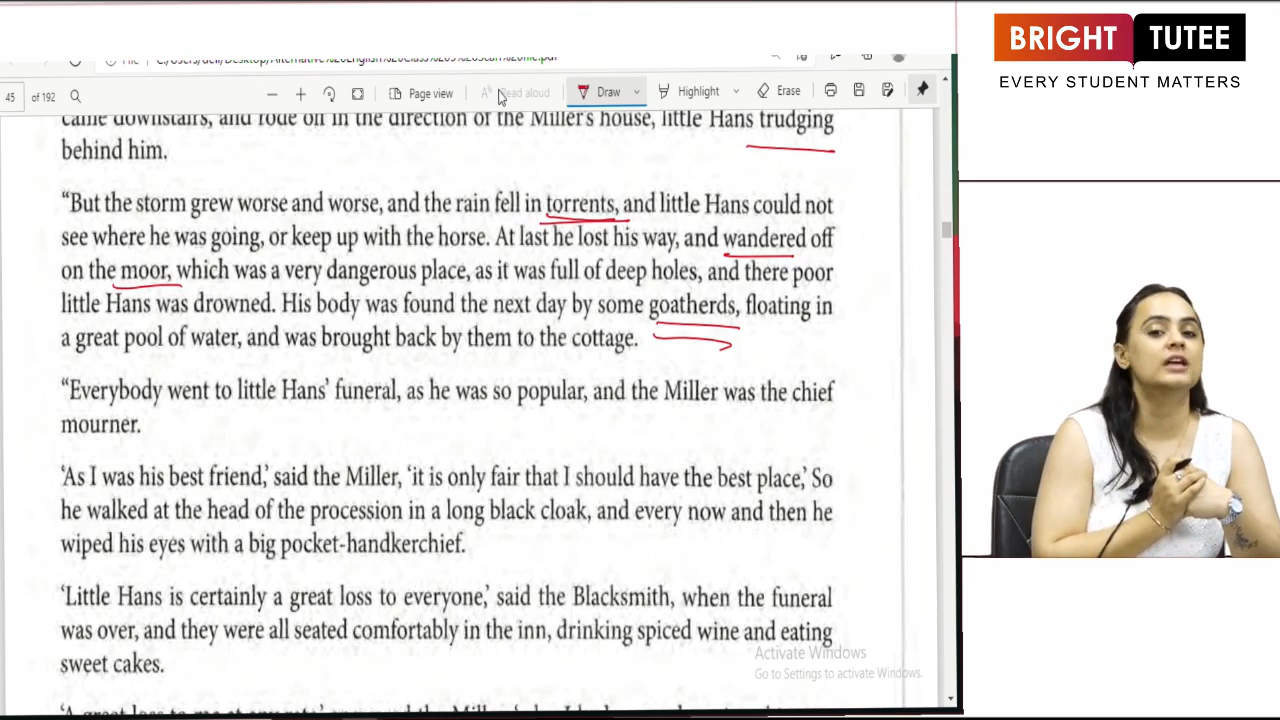 BRIGHT TUTEE
EVERY STUDENT MATTERS
45 of 192
Page view
Read aloud
Draw
Highlight
Erase
came downstairs, and rode off in the direction of the Miller's house, little Hans trudging
behind him.
“But the storm grew worse and worse, and the rain fell in torrents, and little Hans could not
see where he was going, or keep up with the horse. At last he lost his way, and wandered off
on the moor, which was a very dangerous place, as it was full of deep holes, and there poor
little Hans was drowned. His body was found the next day by some goatherds, floating in
a great pool of water, and was brought back by them to the cottage.
“Everybody went to little Hans’ funeral, as he was so popular, and the Miller was the chief
mourner.
‘As I was his best friend,’ said the Miller, ‘it is only fair that I should have the best place,’ So
he walked at the head of the procession in a long black cloak, and every now and then he
wiped his eyes with a big pocket-handkerchief.
‘Little Hans is certainly a great loss to everyone,’ said the Blacksmith, when the funeral
was over, and they were all seated comfortably in the inn, drinking spiced wine and eating
sweet cakes.
Activate Windows
Go to Settings to activate Windows.